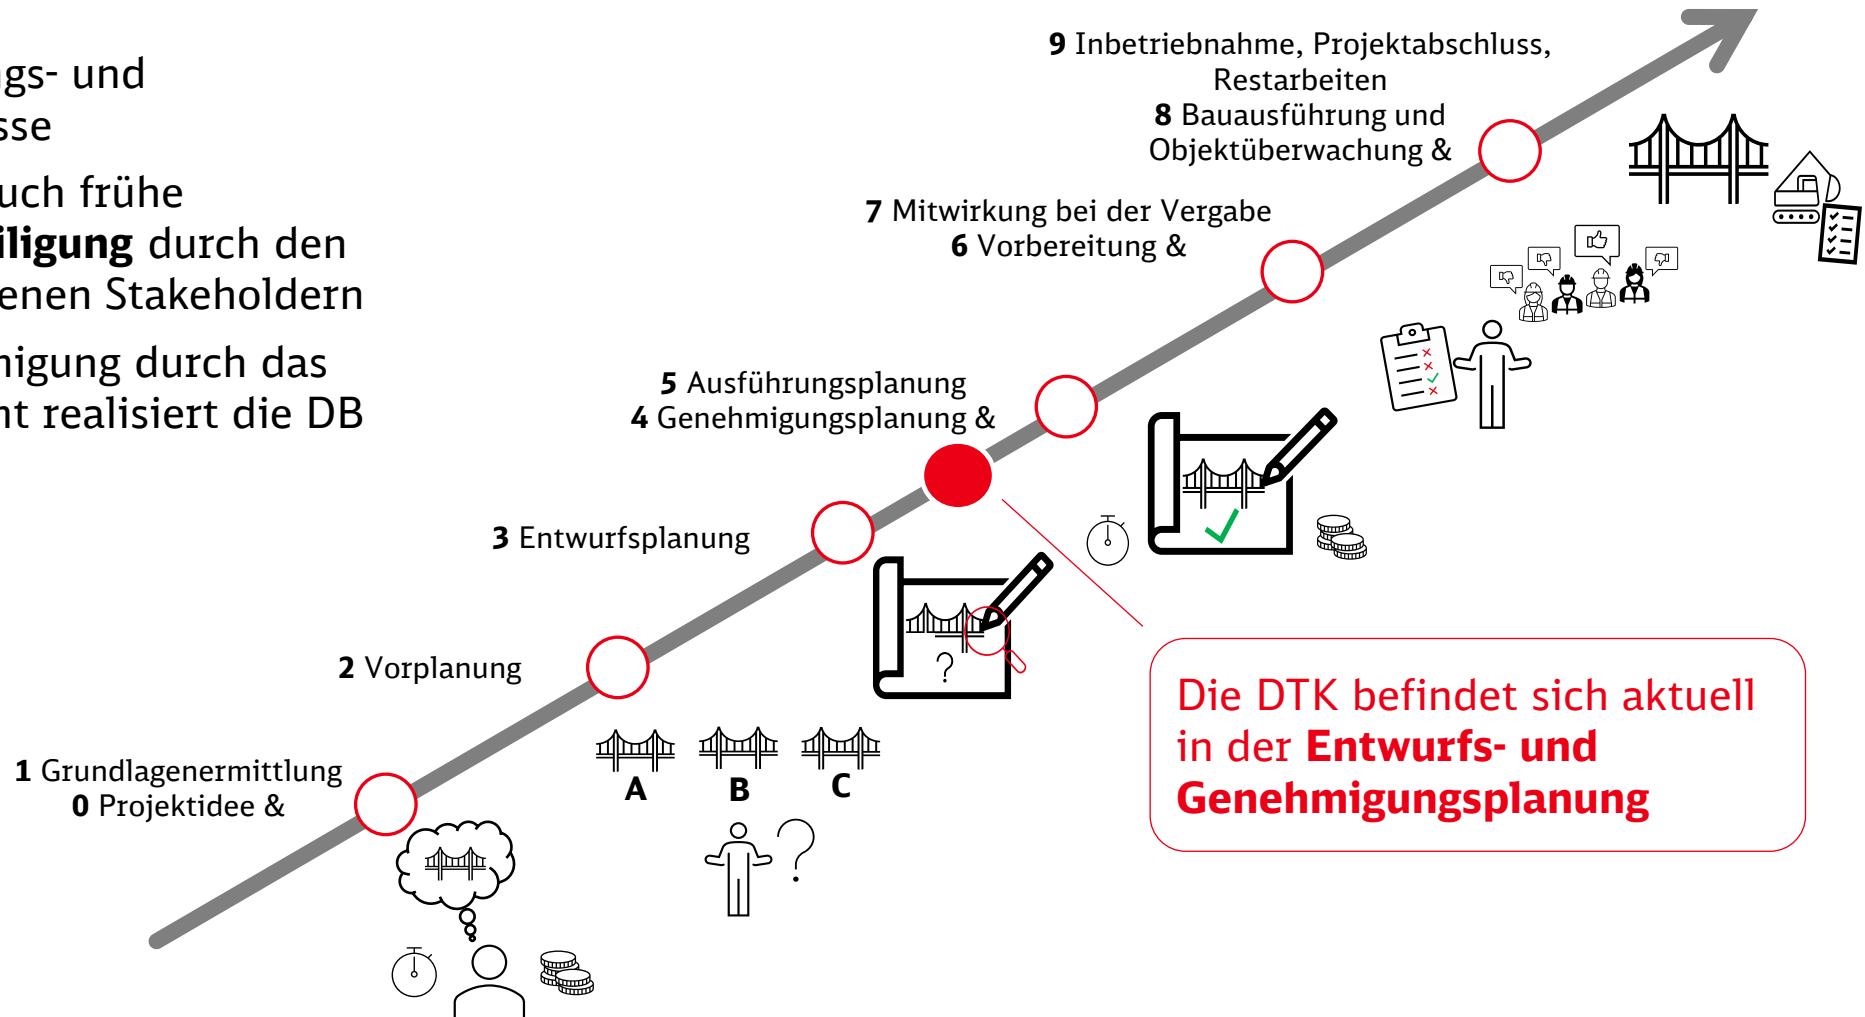 gs- und
sse
uch frühe
iligung durch den
enen Stakeholdern
nigung durch das
nt realisiert die DB
9 Inbetriebnahme, Projektabschluss,
Restarbeiten
8 Bauausführung und
Objektüberwachung &
7 Mitwirkung bei der Vergabe
6 Vorbereitung &
5 Ausführungsplanung
4 Genehmigungsplanung &
3 Entwurfsplanung
2 Vorplanung
1 Grundlagenermittlung
0 Projektidee &
A B C
?
?
Die DTK befindet sich aktuell
in der Entwurfs- und
Genehmigungsplanung